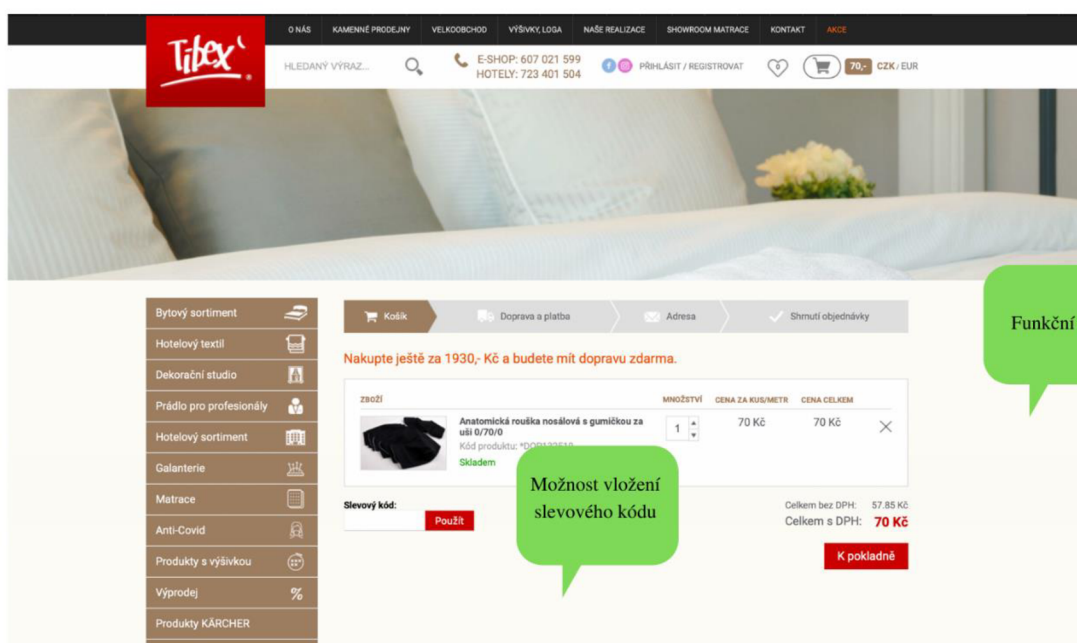 O NÁS KAMENNÉ PRODEJNY VELKOOBCHOD VÝŠIVKY, LOGA NAŠE REALIZACE SHOWROOM MATRACE KONTAKT AKCE
Tibex
HLEDANÝ VÝRAZ...
E-SHOP: 607 021 599
HOTELY: 723 401 504
PŘIHLÁSIT / REGISTROVAT
0
70,- CZK / EUR
Bytový sortiment
Hotelový textil
Dekorační studio
Prádlo pro profesionály
Hotelový sortiment
Galanterie
Matrace
Anti-Covid
Produkty s výšivkou
Výprodej
Produkty KÄRCHER
Košík Doprava a platba Adresa Shrnutí objednávky
Nakupte ještě za 1930,- Kč a budete mít dopravu zdarma.
ZBOŽÍ MNOŽSTVÍ CENA ZA KUS/METR CENA CELKEM
Anatomická rouška nosálová s gumičkou za
uši 0/70/0
Kód produktu:
Skladem
1 70 Kč 70 Kč
Slevový kód:
Použít
Možnost vložení
slevového kódu
Celkem bez DPH: 57.85 Kč
Celkem s DPH: 70 Kč
K pokladně
Funkční